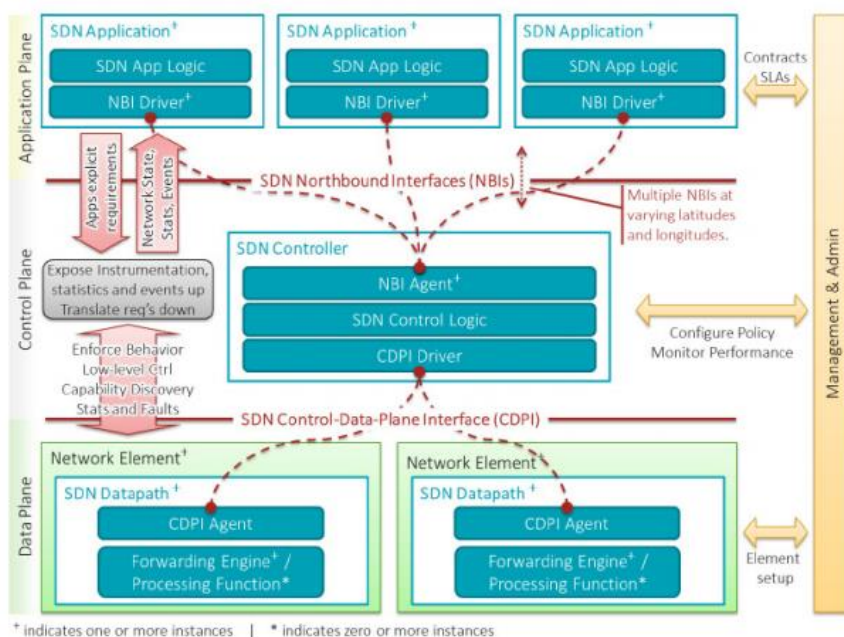 Application Plane
SDN Application⁺
SDN App Logic
NBI Driver⁺
SDN Application⁺
SDN App Logic
NBI Driver⁺
SDN Application⁺
SDN App Logic
NBI Driver⁺
Contracts
SLAs
Apps explicit
requirements
Network State,
Stats, Events
SDN Northbound Interfaces (NBIs)
Multiple NBIs at
varying latitudes
and longitudes.
Control Plane
Expose Instrumentation,
statistics and events up
Translate req's down
SDN Controller
NBI Agent⁺
SDN Control Logic
CDPI Driver
Configure Policy
Monitor Performance
Management & Admin
Enforce Behavior
Low-level Ctrl
Capability Discovery
Stats and Faults
SDN Control-Data-Plane Interface (CDPI)
Data Plane
Network Element⁺
SDN Datapath⁺
CDPI Agent
Forwarding Engine⁺ /
Processing Function*
Network Element⁺
SDN Datapath⁺
CDPI Agent
Forwarding Engine⁺ /
Processing Function*
Element
setup
⁺ indicates one or more instances | * indicates zero or more instances